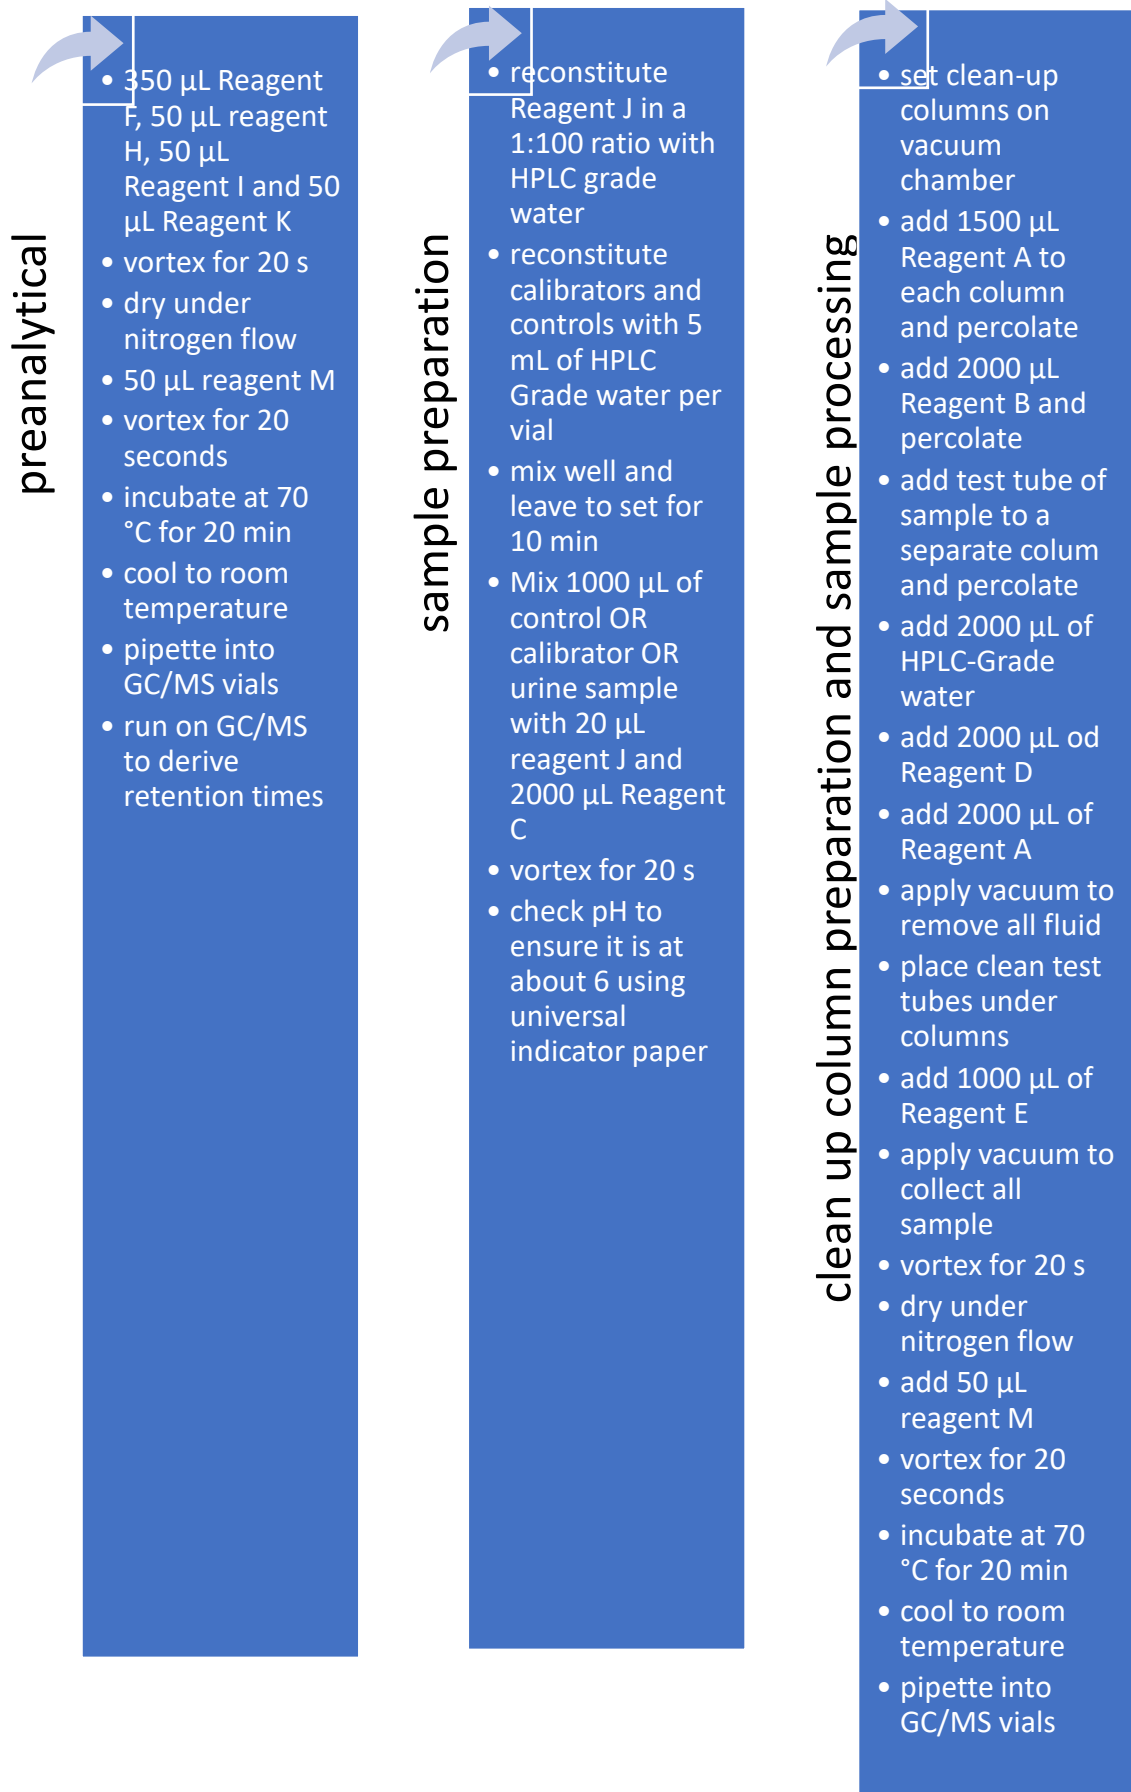 preanalytical
• 350 µL Reagent
F, 50 µL reagent
H, 50 µL
Reagent I and 50
µL Reagent K
• vortex for 20 s
• dry under
nitrogen flow
• 50 µL reagent M
• vortex for 20
seconds
• incubate at 70
°C for 20 min
• cool to room
temperature
• pipette into
GC/MS vials
• run on GC/MS
to derive
retention times
sample preparation
• reconstitute
Reagent J in a
1:100 ratio with
HPLC grade
water
• reconstitute
calibrators and
controls with 5
mL of HPLC
Grade water per
vial
• mix well and
leave to set for
10 min
• Mix 1000 µL of
control OR
calibrator OR
urine sample
with 20 µL
reagent J and
2000 µL Reagent
C
• vortex for 20 s
• check pH to
ensure it is at
about 6 using
universal
indicator paper
clean up column preparation and sample processing
• set clean-up
columns on
vacuum
chamber
• add 1500 µL
Reagent A to
each column
and percolate
• add 2000 µL
Reagent B and
percolate
• add test tube of
sample to a
separate colum
and percolate
• add 2000 µL of
HPLC-Grade
water
• add 2000 µL od
Reagent D
• add 2000 µL of
Reagent A
• apply vacuum to
remove all fluid
• place clean test
tubes under
columns
• add 1000 µL of
Reagent E
• apply vacuum to
collect all
sample
• vortex for 20 s
• dry under
nitrogen flow
• add 50 µL
reagent M
• vortex for 20
seconds
• incubate at 70
°C for 20 min
• cool to room
temperature
• pipette into
GC/MS vials